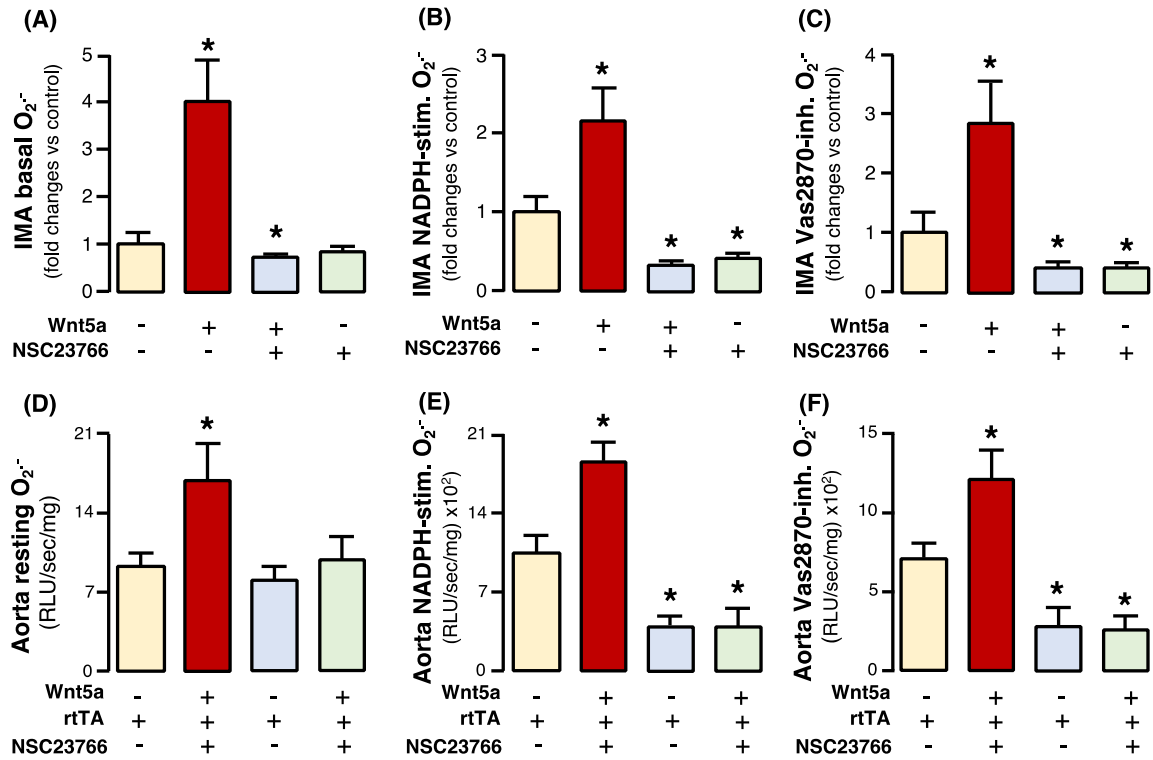 (A)
IMA basal O₂·-
(fold changes vs control)
5
4
3
2
1
0
*
*
Wnt5a - + + -
NSC23766 - - + +
(B)
IMA NADPH-stim. O₂·-
(fold changes vs control)
3
2
1
0
*
*
*
Wnt5a - + + -
NSC23766 - - + +
(C)
IMA Vas2870-inh. O₂·-
(fold changes vs control)
4
3
2
1
0
*
*
*
Wnt5a - + + -
NSC23766 - - + +
(D)
Aorta resting O₂·-
(RLU/sec/mg)
21
14
7
0
*
Wnt5a - + - +
rtTA + + + +
NSC23766 - + + +
(E)
Aorta NADPH-stim. O₂·-
(RLU/sec/mg) x10²
21
14
7
0
*
*
*
Wnt5a - + - +
rtTA + + + +
NSC23766 - + + +
(F)
Aorta Vas2870-inh. O₂·-
(RLU/sec/mg) x10²
15
10
5
0
*
*
*
Wnt5a - + - +
rtTA + + + +
NSC23766 - + + +